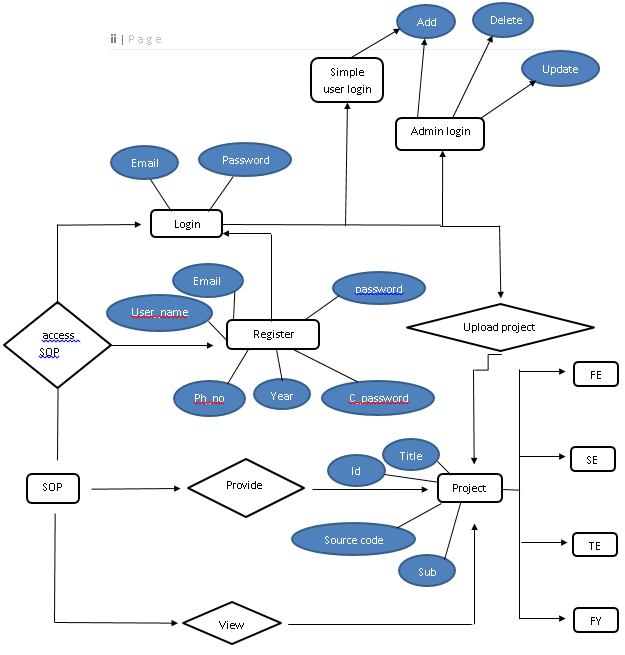 ii | P a g e
Add
Delete
Update
Simple
user login
Admin login
Email
Password
Login
Email
User_name
password
Register
Ph_no
Year
C_password
access
SOP
Upload project
FE
SE
TE
FY
SOP
Provide
Id
Title
Project
Source code
Sub
View